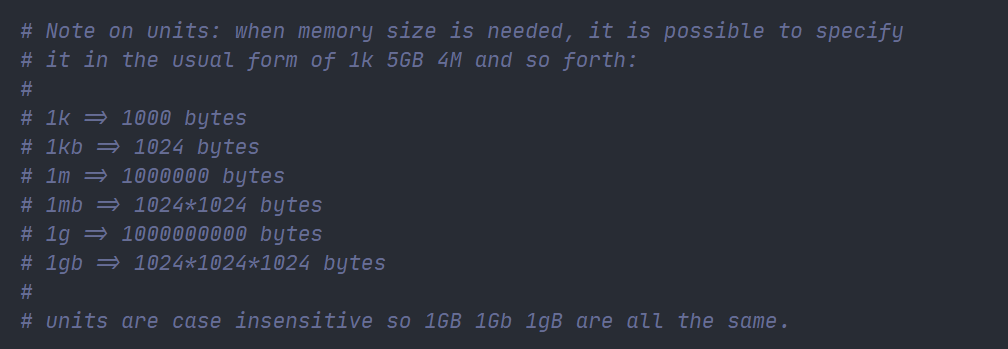 # Note on units: when memory size is needed, it is possible to specify
# it in the usual form of 1k 5GB 4M and so forth:
#
# 1k => 1000 bytes
# 1kb => 1024 bytes
# 1m => 1000000 bytes
# 1mb => 1024*1024 bytes
# 1g => 1000000000 bytes
# 1gb => 1024*1024*1024 bytes
#
# units are case insensitive so 1GB 1Gb 1gB are all the same.